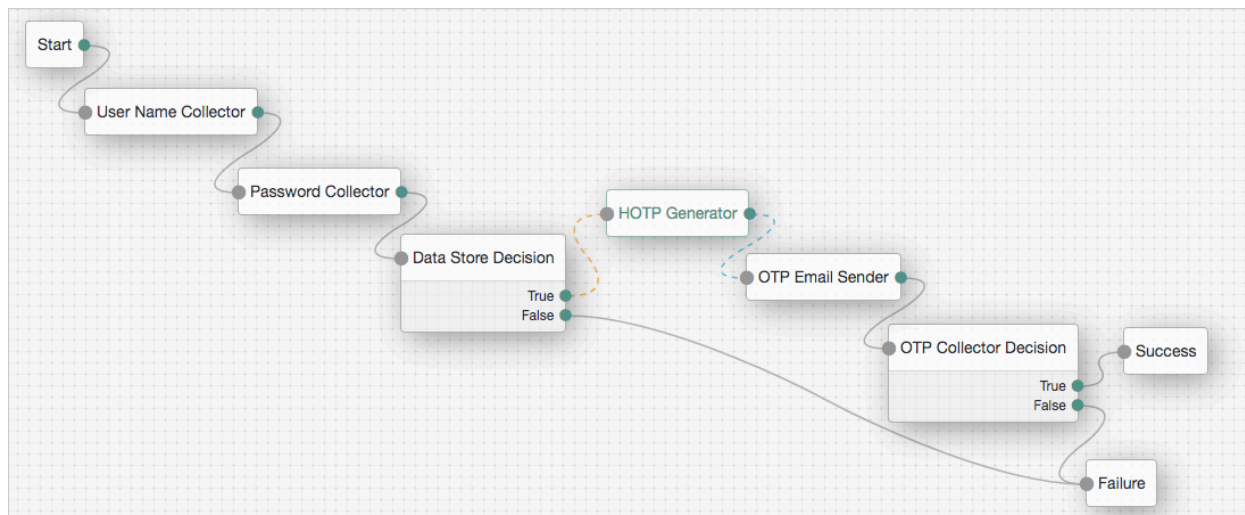 Start
User Name Collector
Password Collector
Data Store Decision
True
False
HOTP Generator
OTP Email Sender
OTP Collector Decision
True
False
Success
Failure